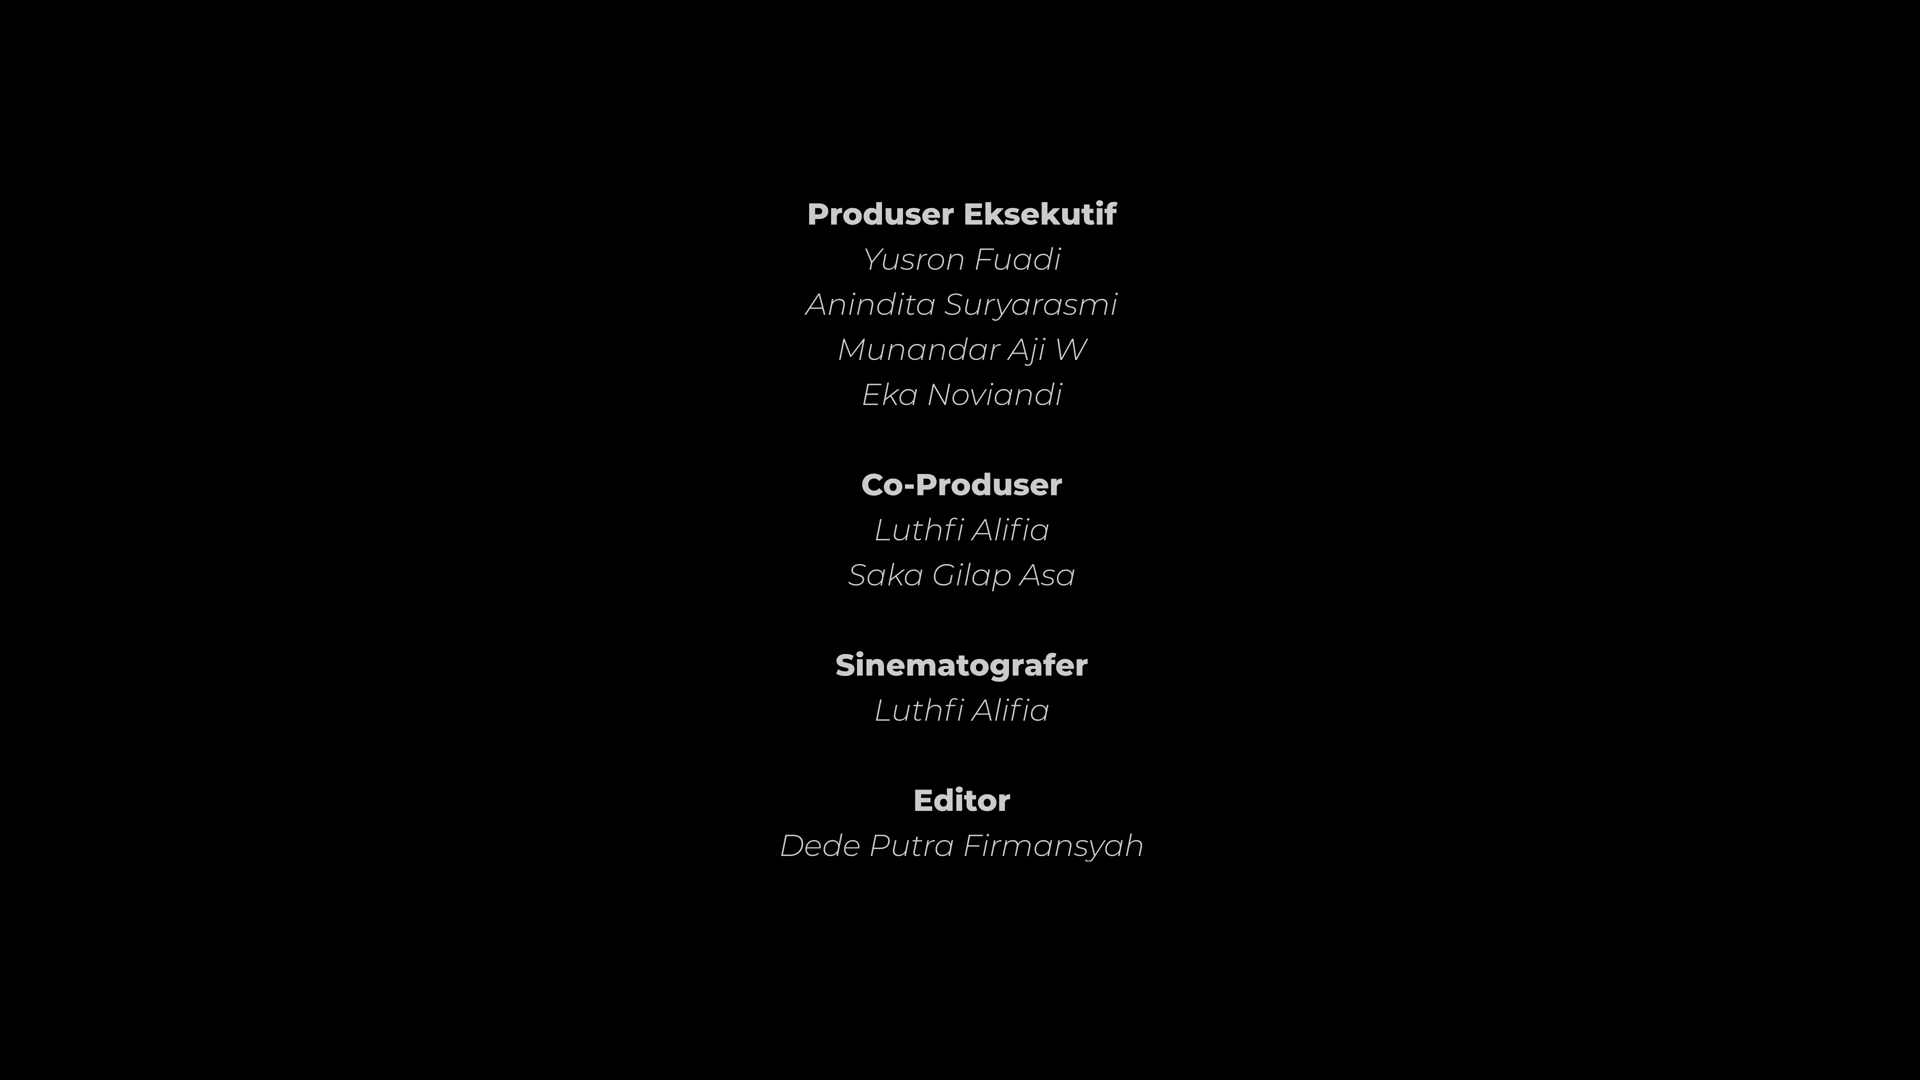 Produser Eksekutif
Yusron Fuadi
Anindita Suryarasmi
Munandar Aji W
Eka Noviandi
Co-Produser
Luthfi Alifia
Saka Gilap Asa
Sinematografer
Luthfi Alifia
Editor
Dede Putra Firmansyah